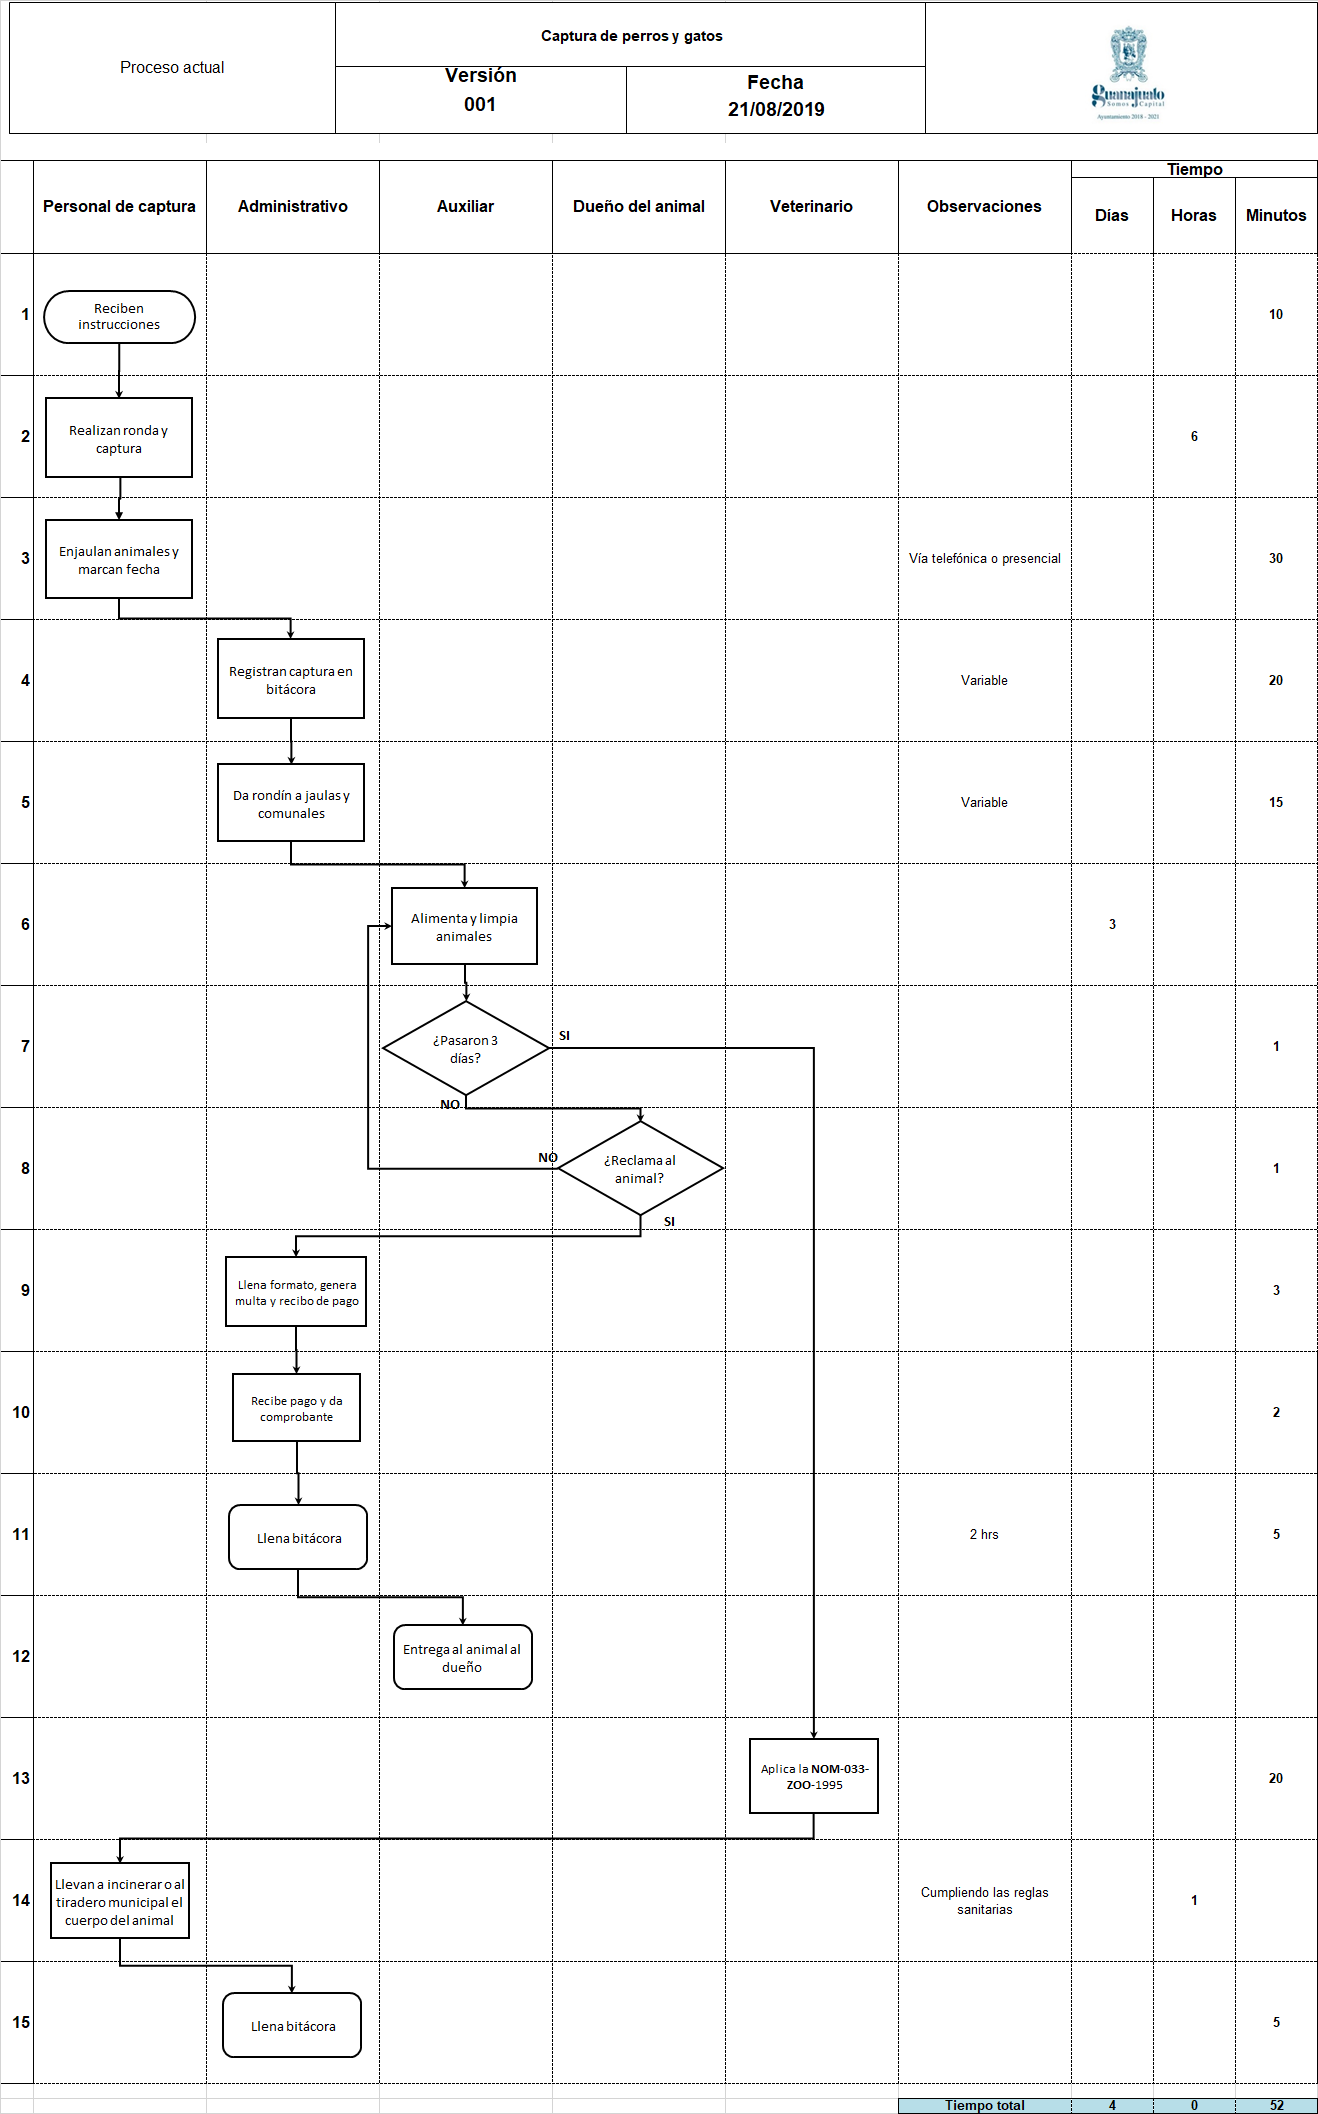 Proceso actual
Captura de perros y gatos
Versión
001
Fecha
21/08/2019
Guanajuato
Somos Capital
Ayuntamiento 2018 - 2021
Personal de captura
Administrativo
Auxiliar
Dueño del animal
Veterinario
Observaciones
Tiempo
Días
Horas
Minutos
1
Reciben
instrucciones
10
2
Realizan ronda y
captura
6
3
Enjaulan animales y
marcan fecha
Vía telefónica o presencial
30
4
Registran captura en
bitácora
Variable
20
5
Da rondín a jaulas y
comunales
Variable
15
6
Alimenta y limpia
animales
3
7
¿Pasaron 3
días?
SI
NO
1
8
¿Reclama al
animal?
NO
SI
1
9
Llena formato, genera
multa y recibo de pago
3
10
Recibe pago y da
comprobante
2
11
Llena bitácora
2 hrs
5
12
Entrega al animal al
dueño
13
Aplica la NOM-033-
ZOO-1995
20
14
Llevan a incinerar o al
tiradero municipal el
cuerpo del animal
Cumpliendo las reglas
sanitarias
1
15
Llena bitácora
5
Tiempo total
4
0
52